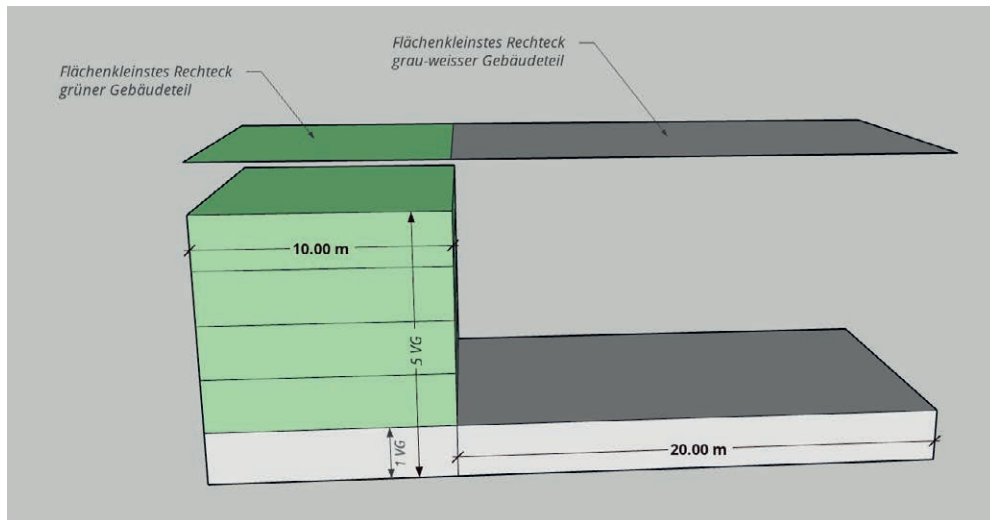 Flächenkleinstes Rechteck
grau-weisser Gebäudeteil
Flächenkleinstes Rechteck
grüner Gebäudeteil
10.00 m
5 VG
1 VG
20.00 m